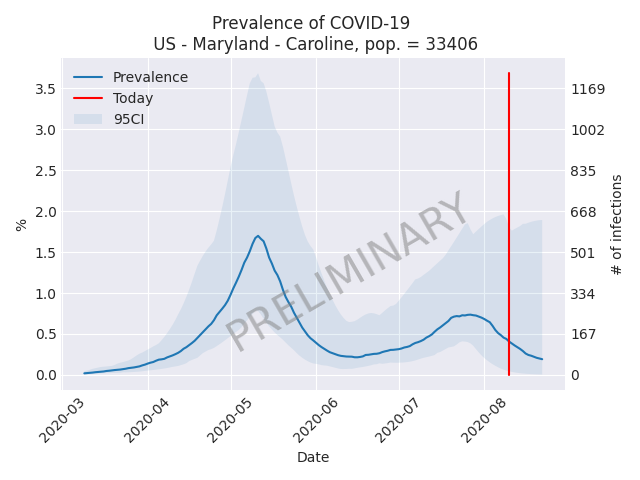 Prevalence of COVID-19
US - Maryland - Caroline, pop. = 33406
Prevalence
Today
95CI
3.5
3.0
2.5
2.0
1.5
1.0
0.5
0.0
%
1169
1002
835
668
501
334
167
0
# of infections
PRELIMINARY
2020-03
2020-04
2020-05
2020-06
2020-07
2020-08
Date